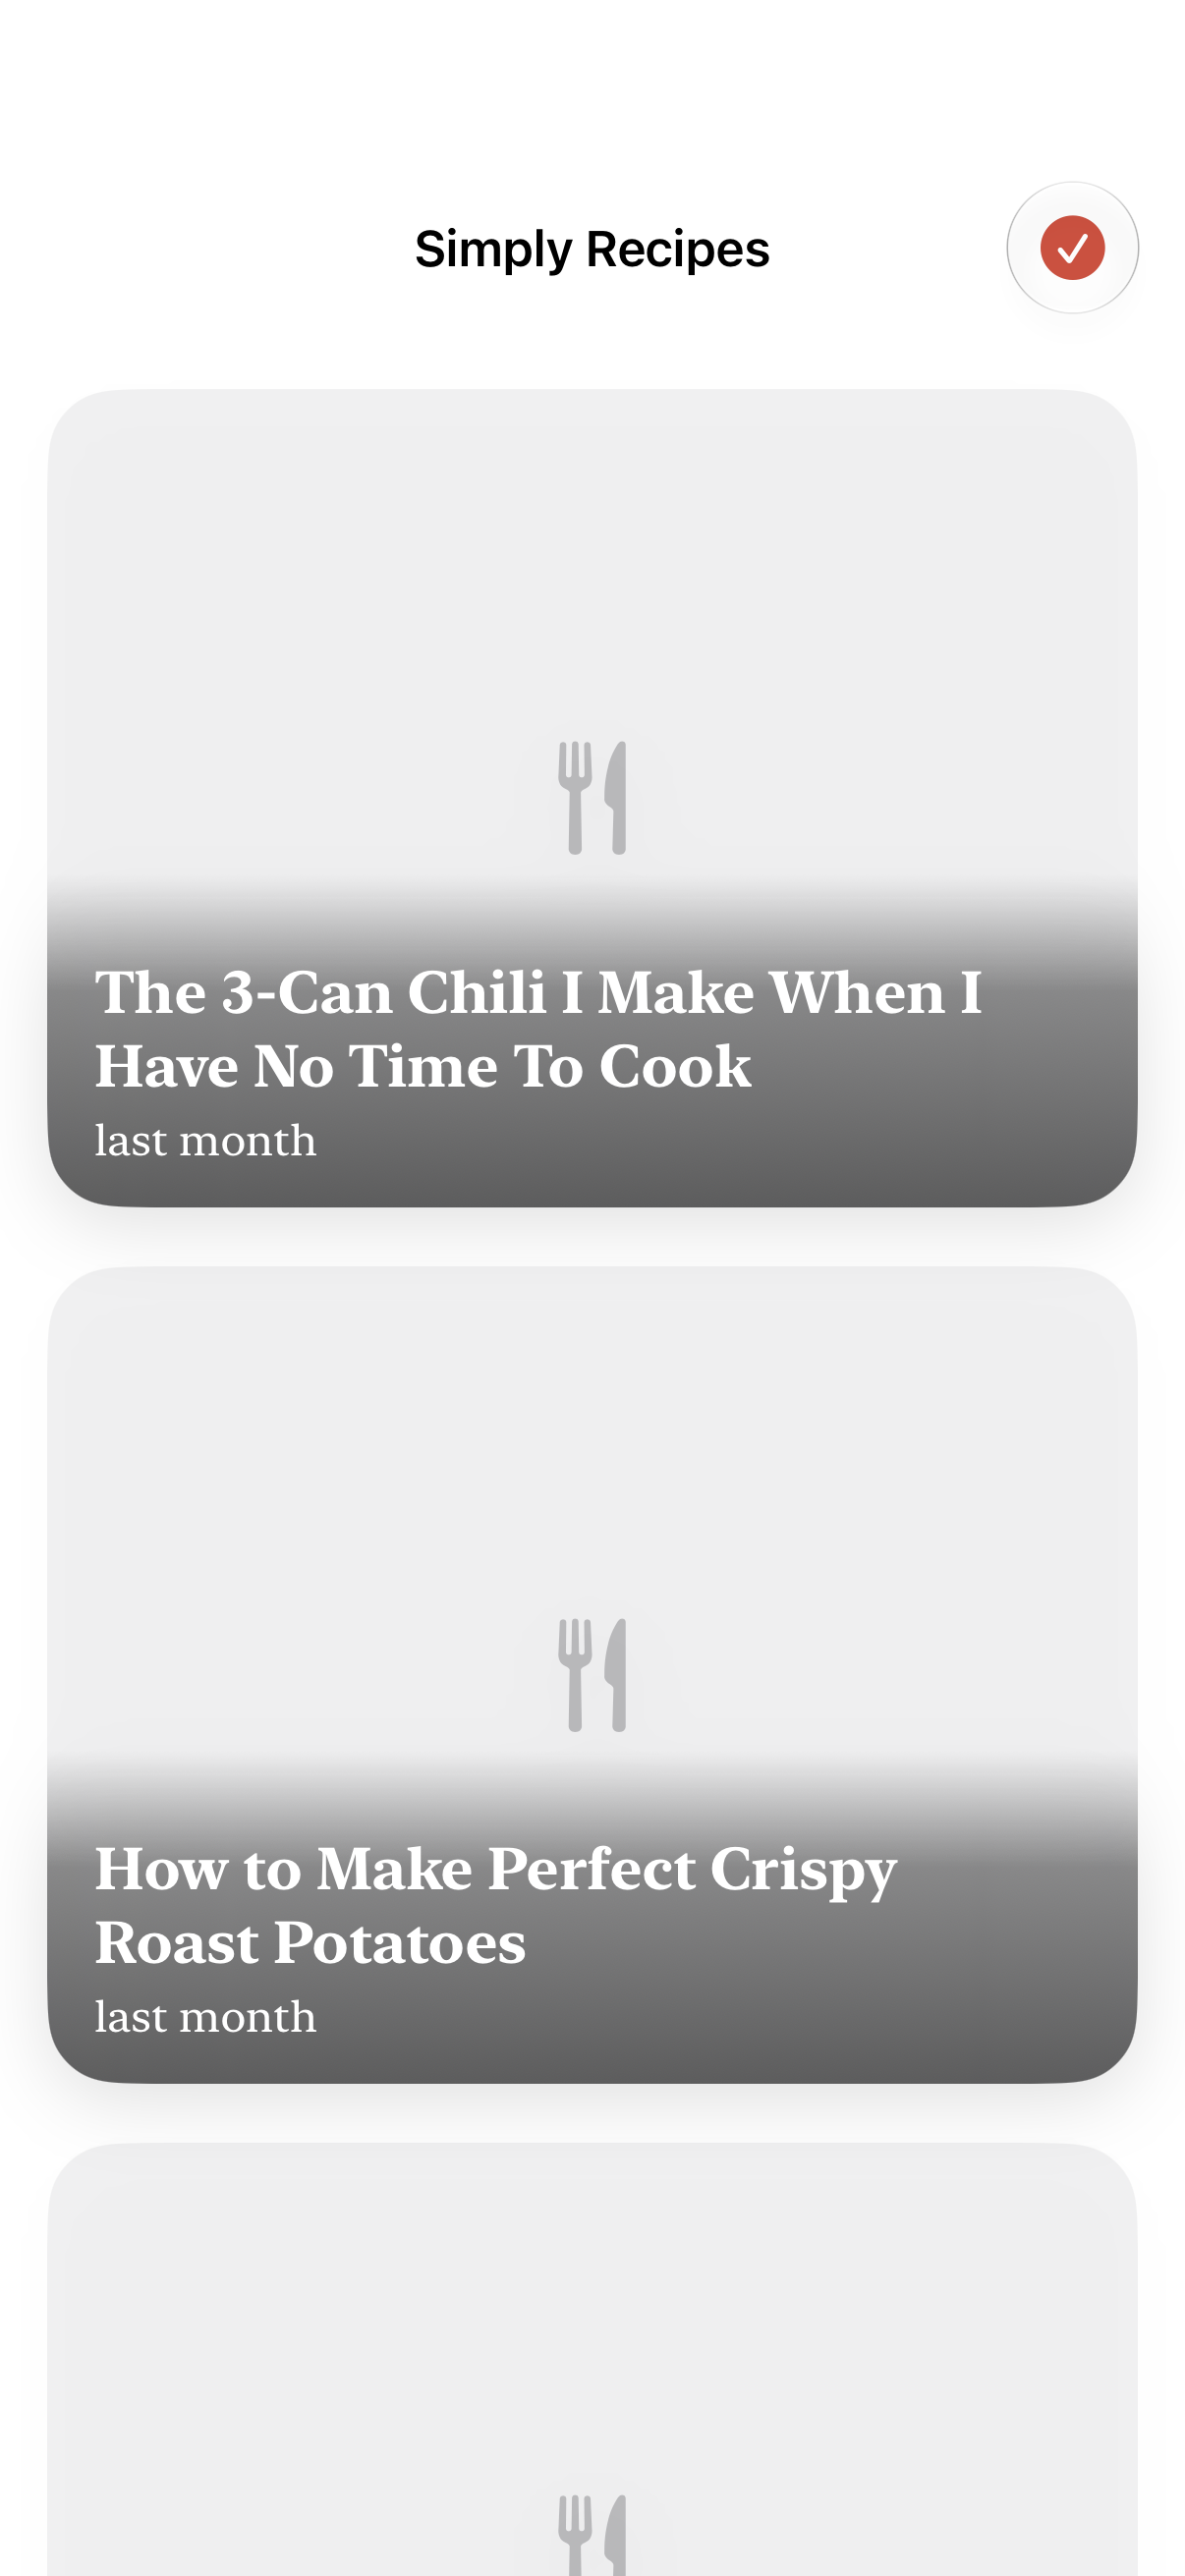 Simply Recipes
The 3-Can Chili I Make When I
Have No Time To Cook
last month
How to Make Perfect Crispy
Roast Potatoes
last month